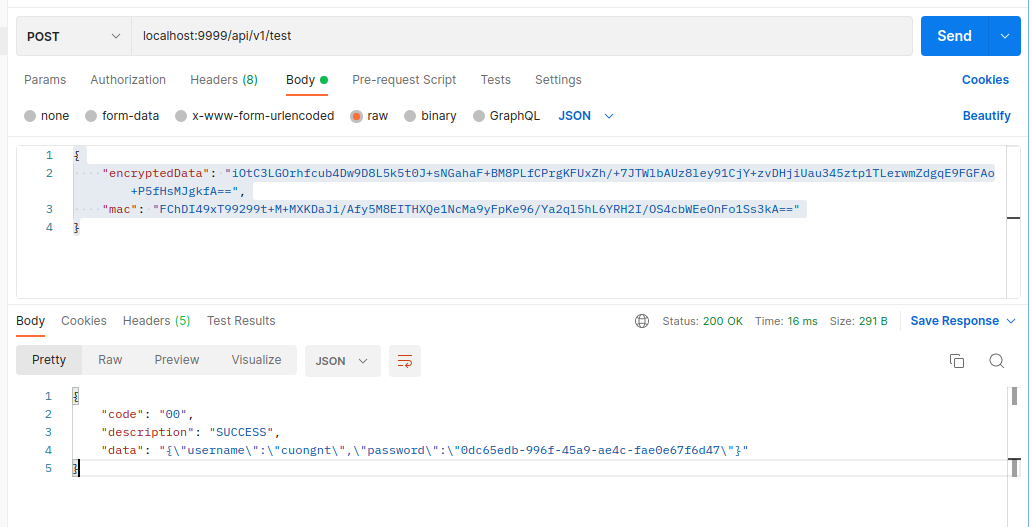 POST localhost:9999/api/v1/test Send
Params Authorization Headers (8) Body Pre-request Script Tests Settings Cookies
none form-data x-www-form-urlencoded raw binary GraphQL JSON Beautify
1 {
2 "encryptedData": "iOtC3LGOrhfcub4Dw9D8L5k5t0J+sNGahaF+BM8PLfCPrgKFUxZh/+7JTWlbAUz8ley91CjY+zvDHjiUau345ztp1TLerwmZdgqE9FGFAo
+P5fHsMJgkfA==",
3 "mac": "FChDI49xT99299t+M+MXKDaJi/Afy5M8EITHXQe1NcMa9yFpKe96/Ya2ql5hL6YRH2I/OS4cbWEeOnFo1Ss3kA=="
4 }
Body Cookies Headers (5) Test Results Status: 200 OK Time: 16 ms Size: 291 B Save Response
Pretty Raw Preview Visualize JSON
1 {
2 "code": "00",
3 "description": "SUCCESS",
4 "data": "{\"username\":\"cuongnt\",\"password\":\"0dc65edb-996f-45a9-ae4c-fae0e67f6d47\"}"
5 }